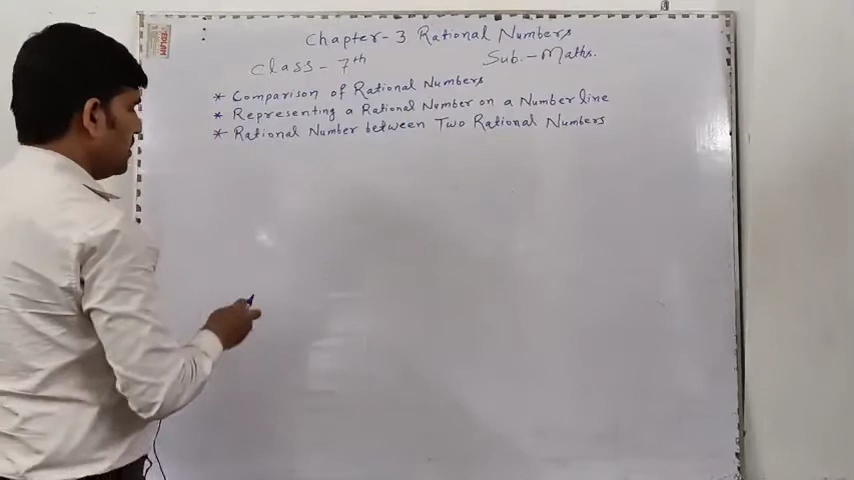 Chapter-3 Rational Numbers
Class- 7th Sub.-Maths.
* Comparison of Rational Numbers
* Representing a Rational Number on a Number line
* Rational Number between Two Rational Numbers